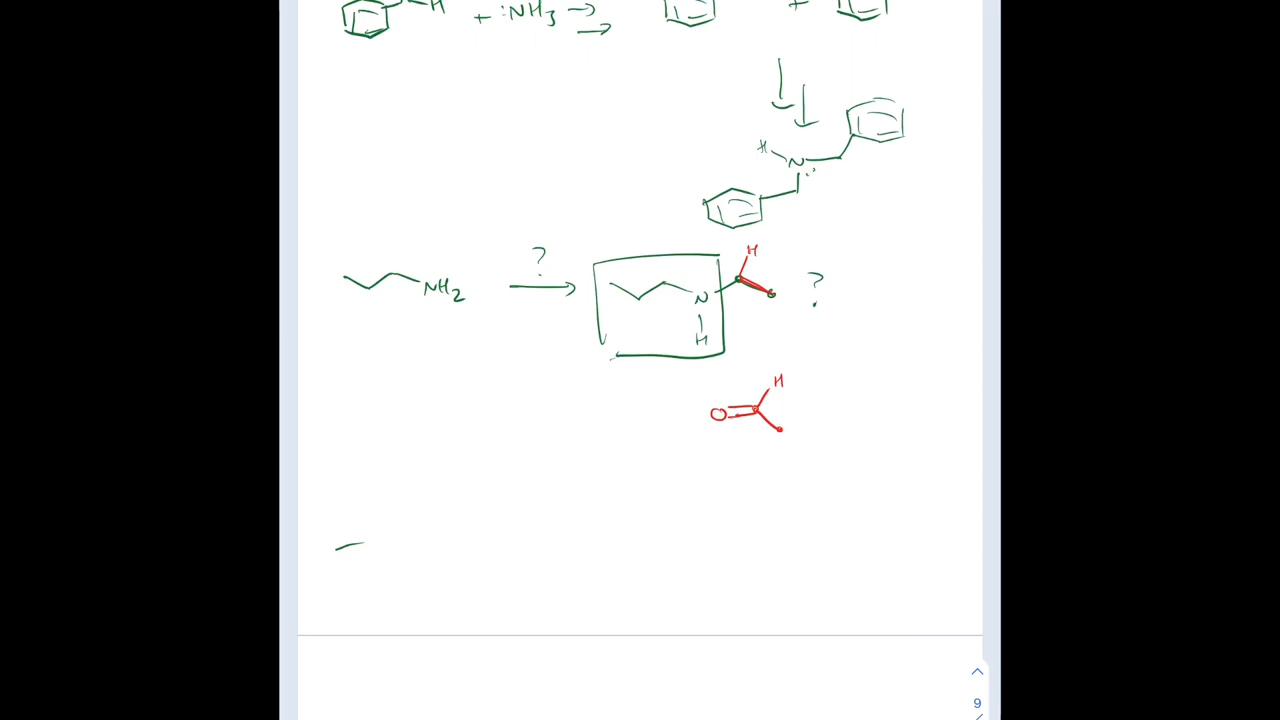 H + :NH3 → → +
H N :
? H
NH2 → N ?
H
H
O
9